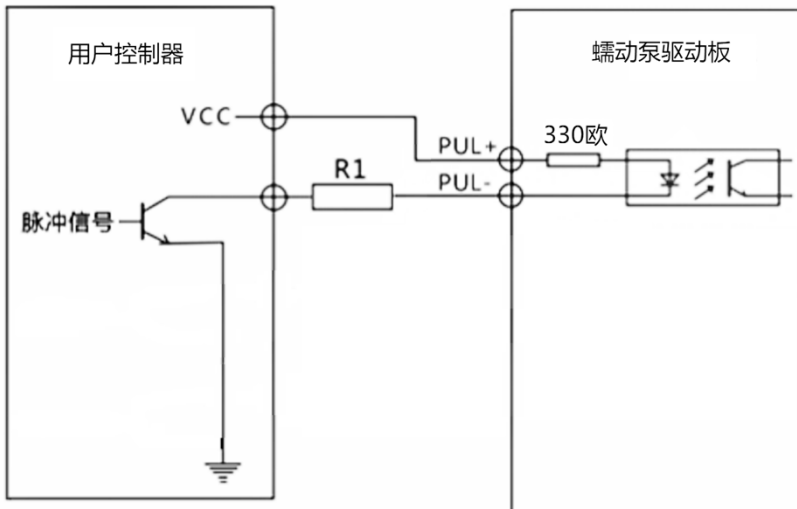 用户控制器
蠕动泵驱动板
VCC
PUL+
330欧
R1
PUL-
脉冲信号